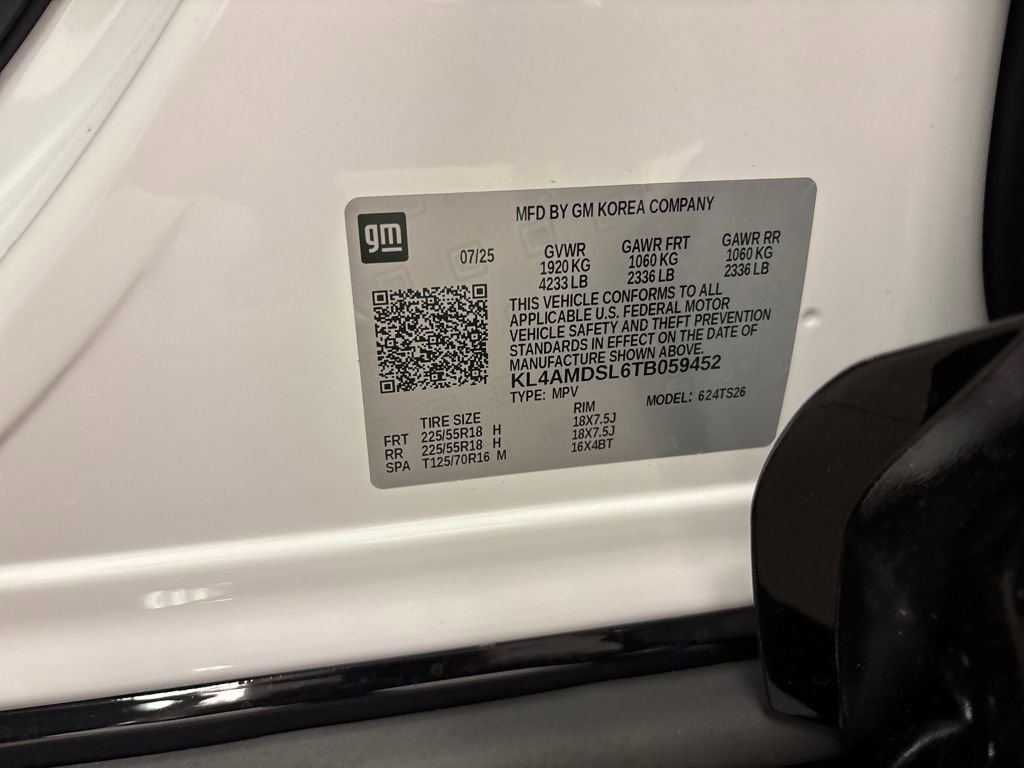 gm
MFD BY GM KOREA COMPANY
07/25
GVWR GAWR FRT GAWR RR
1920 KG 1060 KG 1060 KG
4233 LB 2336 LB 2336 LB
THIS VEHICLE CONFORMS TO ALL
APPLICABLE U.S. FEDERAL MOTOR
VEHICLE SAFETY AND THEFT PREVENTION
STANDARDS IN EFFECT ON THE DATE OF
MANUFACTURE SHOWN ABOVE.
KL4AMDSL6TB059452
TYPE: MPV MODEL: 624TS26
TIRE SIZE RIM
FRT 225/55R18 H 18X7.5J
RR 225/55R18 H 18X7.5J
SPA T125/70R16 M 16X4BT